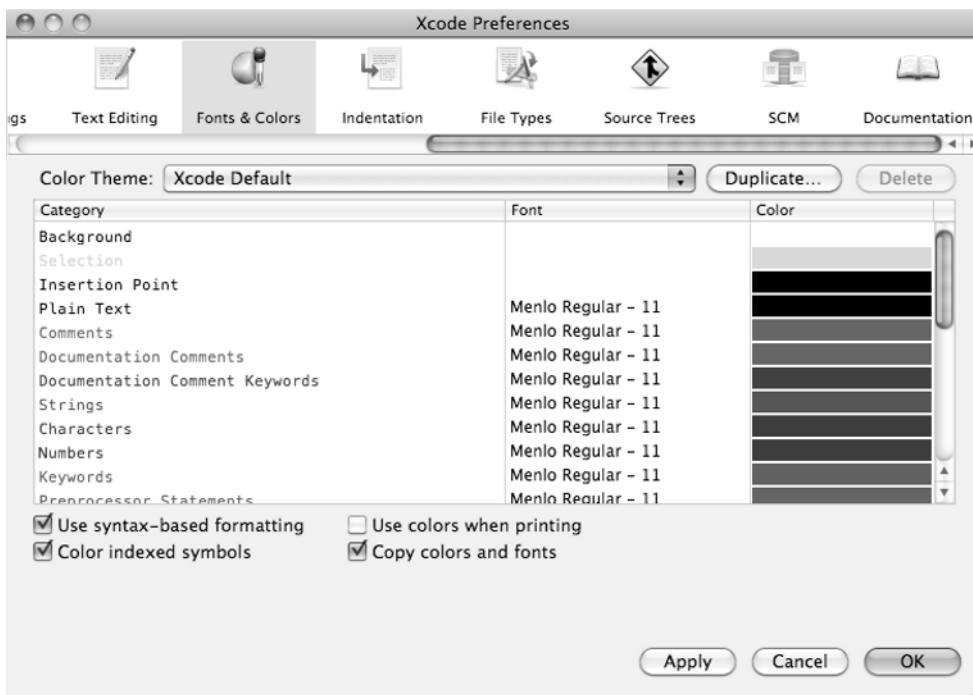 Xcode Preferences
gs Text Editing Fonts & Colors Indentation File Types Source Trees SCM Documentation
Color Theme: Xcode Default Duplicate... Delete
Category Font Color
Background
Selection
Insertion Point
Plain Text Menlo Regular – 11
Comments Menlo Regular – 11
Documentation Comments Menlo Regular – 11
Documentation Comment Keywords Menlo Regular – 11
Strings Menlo Regular – 11
Characters Menlo Regular – 11
Numbers Menlo Regular – 11
Keywords Menlo Regular – 11
Preprocessor Statements Menlo Regular – 11
Use syntax-based formatting Use colors when printing
Color indexed symbols Copy colors and fonts
Apply Cancel OK